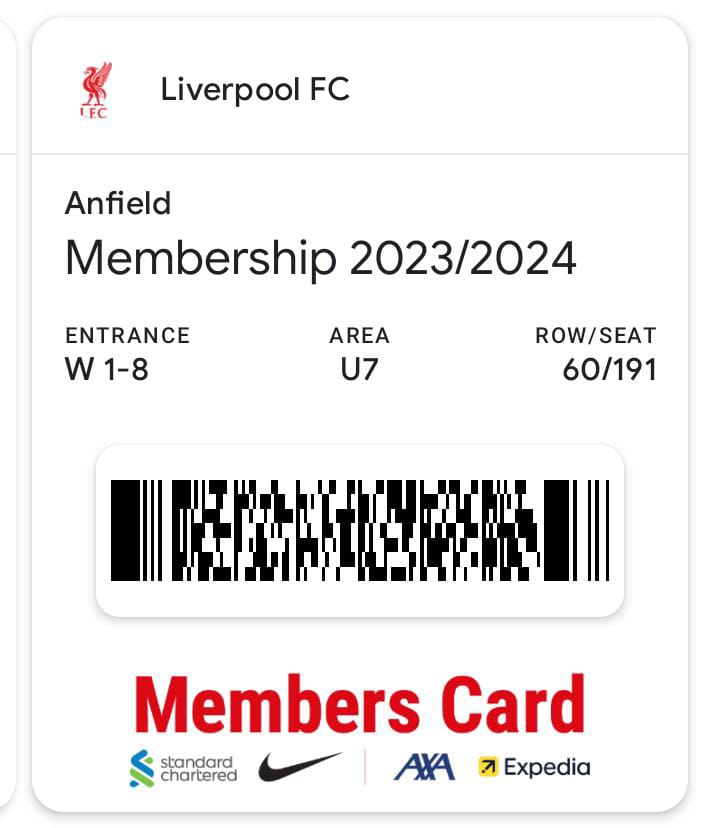 LFC
Liverpool FC
Anfield
Membership 2023/2024
ENTRANCE AREA ROW/SEAT
W 1-8 U7 60/191
Members Card
standard chartered AXA Expedia